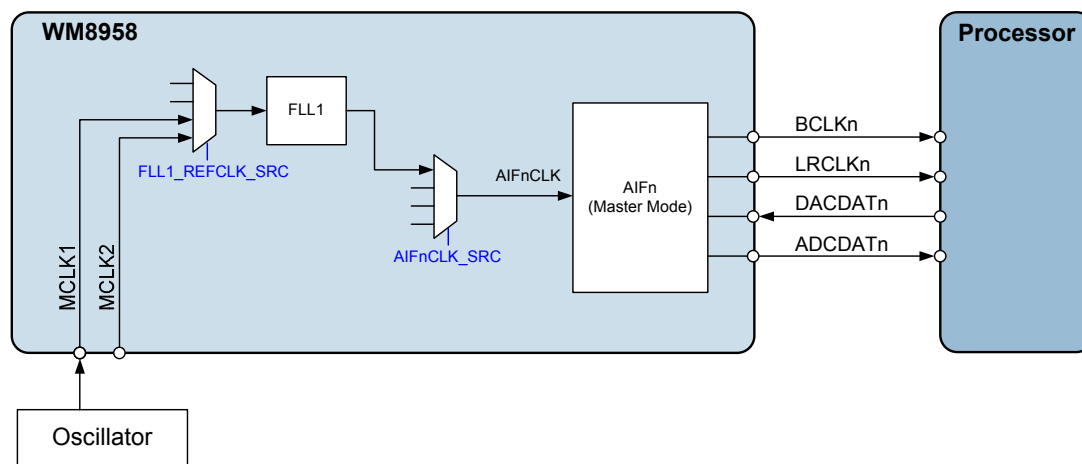 WM8958
Processor
FLL1
FLL1_REFCLK_SRC
AIFnCLK
AIFnCLK_SRC
AIFn
(Master Mode)
BCLKn
LRCLKn
DACDATn
ADCDATn
MCLK1
MCLK2
Oscillator